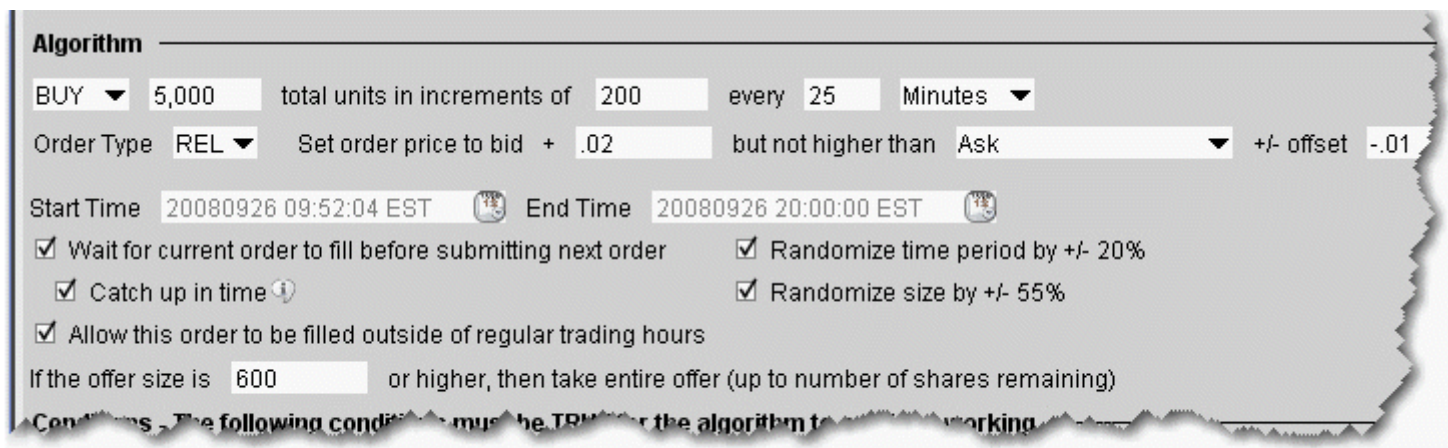 Algorithm
BUY 5,000 total units in increments of 200 every 25 Minutes
Order Type REL Set order price to bid + .02 but not higher than Ask +/- offset -.01
Start Time 20080926 09:52:04 EST End Time 20080926 20:00:00 EST
Wait for current order to fill before submitting next order Randomize time period by +/- 20%
Catch up in time Randomize size by +/- 55%
Allow this order to be filled outside of regular trading hours
If the offer size is 600 or higher, then take entire offer (up to number of shares remaining)
- The following must be the algorithm